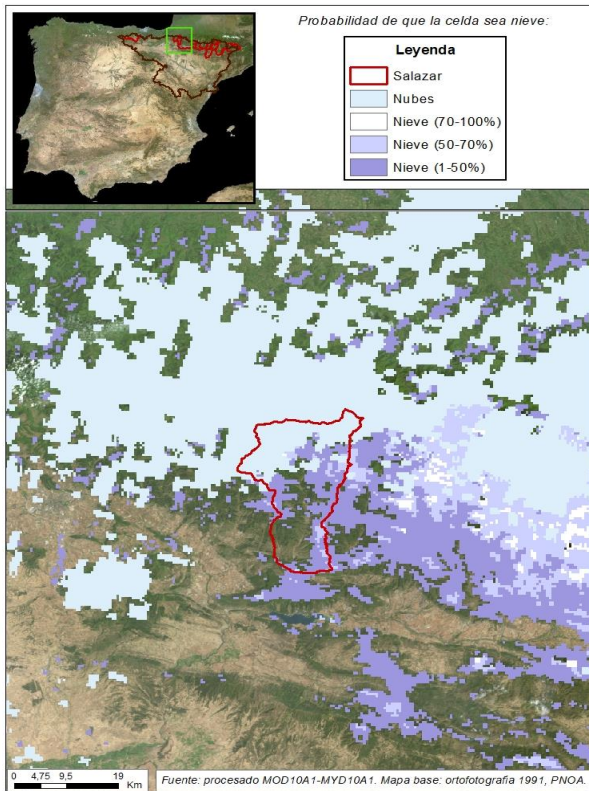 Probabilidad de que la celda sea nieve:
Leyenda
Salazar
Nubes
Nieve (70-100%)
Nieve (50-70%)
Nieve (1-50%)
0 4,75 9,5 19
Km
Fuente: procesado MOD10A1-MYD10A1. Mapa base: ortofotografia 1991, PNOA.